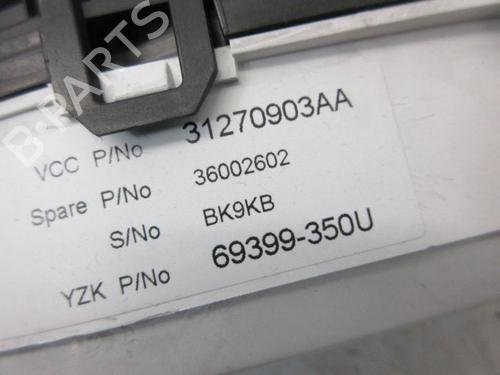 B-PARTS
VCC P/No 31270903AA
Spare P/No 36002602
S/No BK9KB
YZK P/No 69399-350U